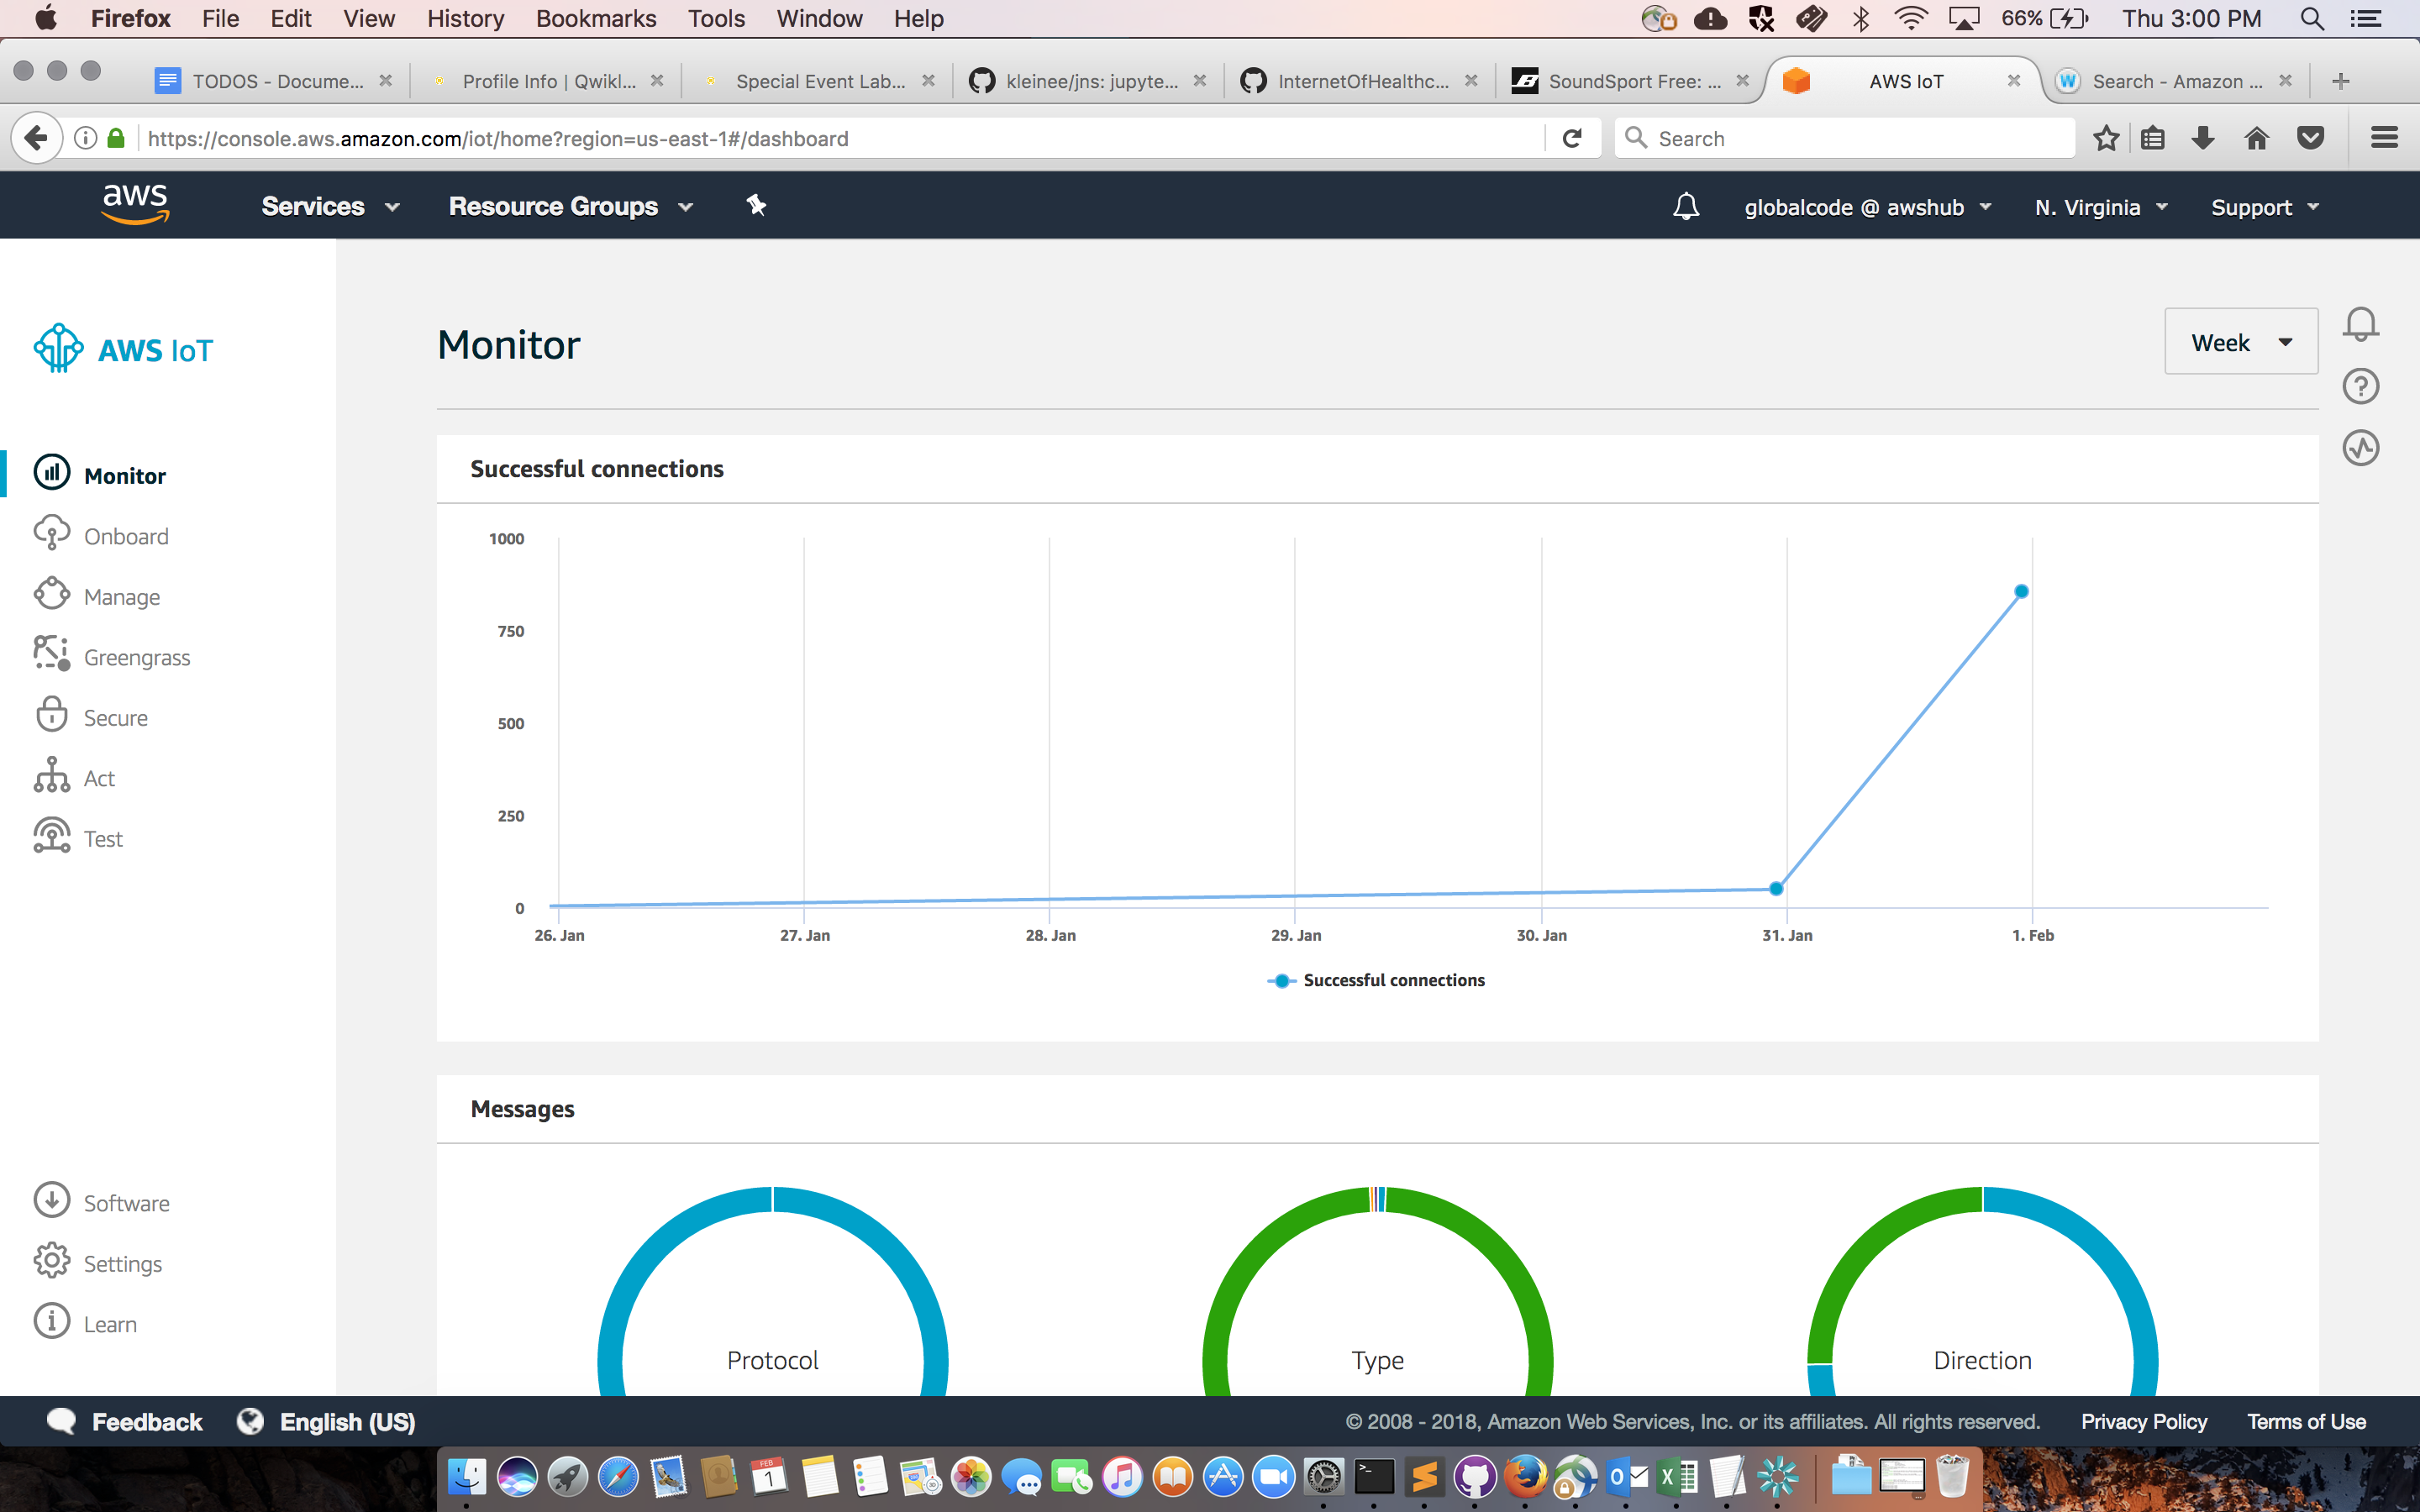 Firefox File Edit View History Bookmarks Tools Window Help 66% Thu 3:00 PM
TODOS - Docume... Profile Info | Qwikl... Special Event Lab... kleinee/jns: jupyte... InternetOfHealthc... SoundSport Free: ... AWS IoT Search - Amazon ...
https://console.aws.amazon.com/iot/home?region=us-east-1#/dashboard Search
aws Services Resource Groups globalcode @ awshub N. Virginia Support
AWS IoT
Monitor
Onboard
Manage
Greengrass
Secure
Act
Test
Software
Settings
Learn
Monitor
Week
Successful connections
1000
750
500
250
0
26. Jan 27. Jan 28. Jan 29. Jan 30. Jan 31. Jan 1. Feb
Successful connections
Messages
Protocol Type Direction
Feedback English (US) © 2008 - 2018, Amazon Web Services, Inc. or its affiliates. All rights reserved. Privacy Policy Terms of Use
FEB
1